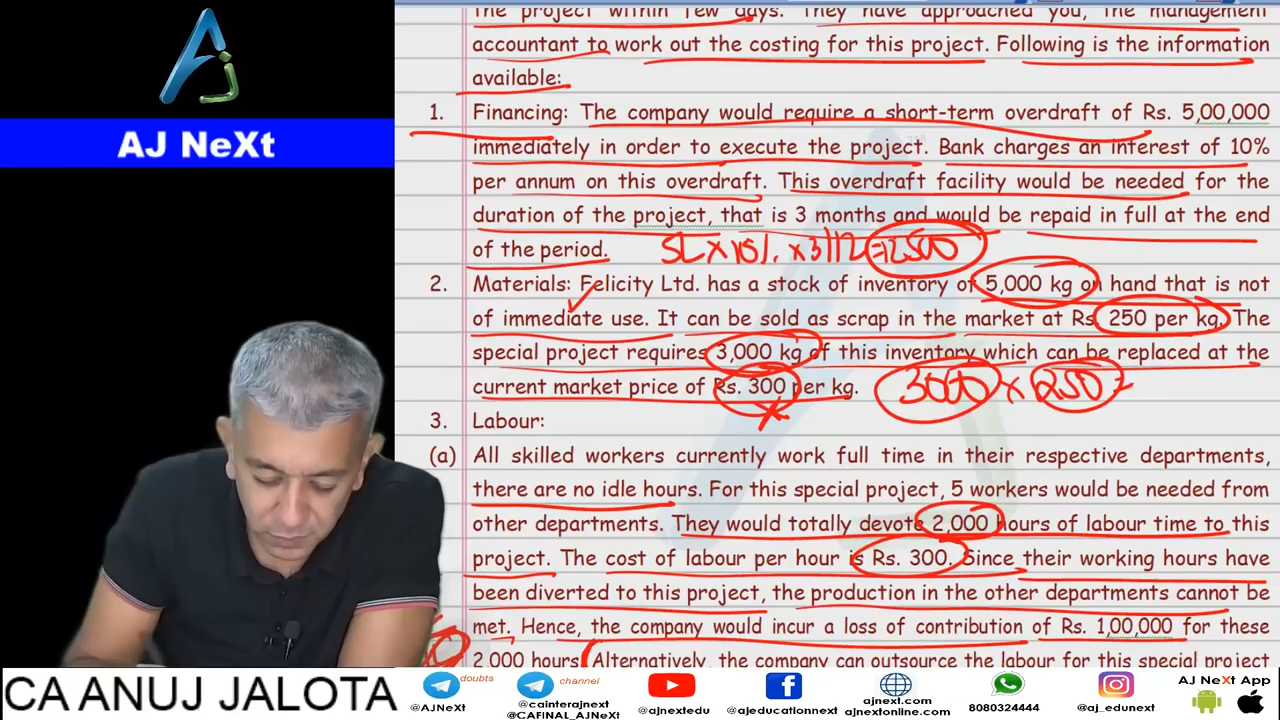 the project within few days. They have approached you, the management
accountant to work out the costing for this project. Following is the information
available:
AJ NeXt
1. Financing: The company would require a short-term overdraft of Rs. 5,00,000
immediately in order to execute the project. Bank charges an interest of 10%
per annum on this overdraft. This overdraft facility would be needed for the
duration of the project, that is 3 months and would be repaid in full at the end
of the period. 5L x 10%. x 3/12 = 12500
2. Materials: Felicity Ltd. has a stock of inventory of 5,000 kg on hand that is not
of immediate use. It can be sold as scrap in the market at Rs. 250 per kg. The
special project requires 3,000 kg of this inventory which can be replaced at the
current market price of Rs. 300 per kg. 3000 x 250 =
3. Labour:
(a) All skilled workers currently work full time in their respective departments,
there are no idle hours. For this special project, 5 workers would be needed from
other departments. They would totally devote 2,000 hours of labour time to this
project. The cost of labour per hour is Rs. 300. Since their working hours have
been diverted to this project, the production in the other departments cannot be
met. Hence, the company would incur a loss of contribution of Rs. 1,00,000 for these
2,000 hours. (Alternatively, the company can outsource the labour for this special project
CA ANUJ JALOTA
doubts
@AJNeXt
channel
@cainterajnext
@CAFINAL_AJNeXt
@ajnextedu
@ajeducationnext
ajnext.com
ajnextonline.com
8080324444
@aj_edunext
AJ NeXt App